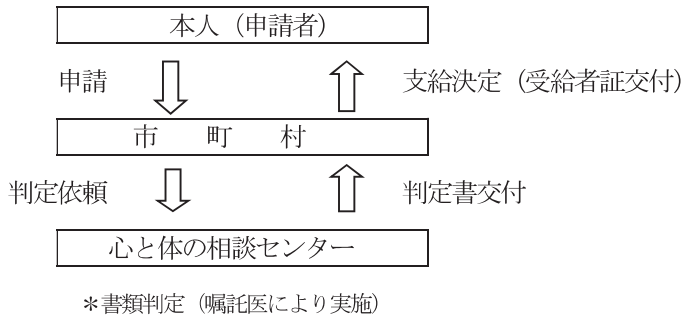 本人（申請者）
申請
支給決定（受給者証交付）
市　町　村
判定依頼
判定書交付
心と体の相談センター
＊書類判定（嘱託医により実施）